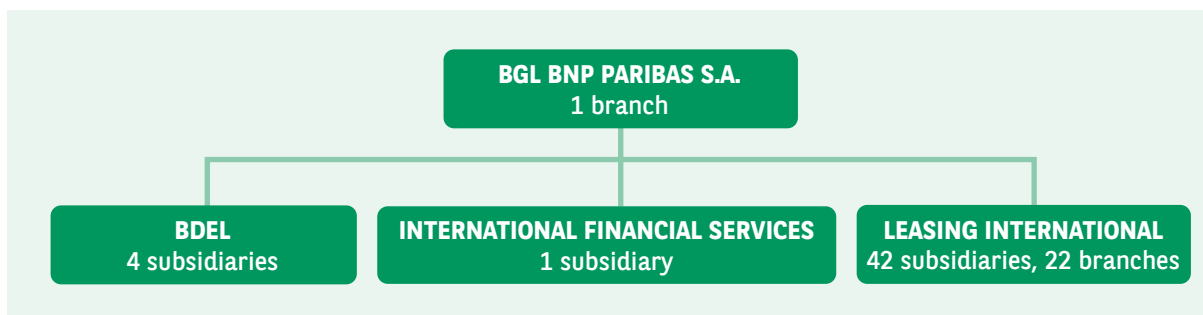 BGL BNP PARIBAS S.A.
1 branch
BDEL
4 subsidiaries
INTERNATIONAL FINANCIAL SERVICES
1 subsidiary
LEASING INTERNATIONAL
42 subsidiaries, 22 branches